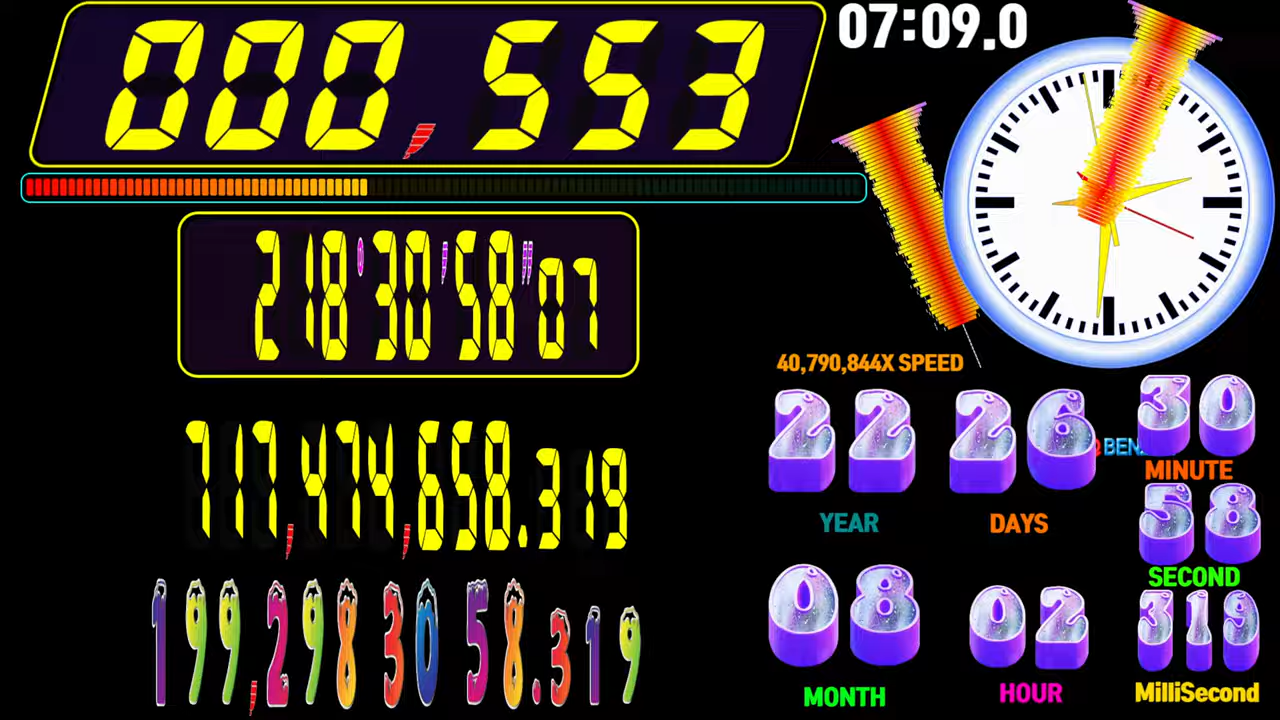 000,553
07:09.0
218°30'58"07
40,790,844X SPEED
717,474,658.319
199,298 30 58.319
22
YEAR
26
DAYS
BEN
30
MINUTE
58
SECOND
08
MONTH
02
HOUR
319
MilliSecond